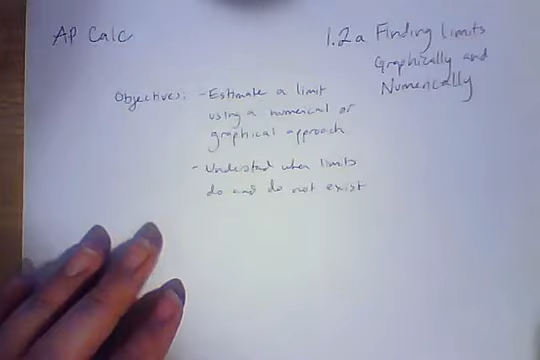 AP Calc
1.2a Finding limits
Graphically and
Numerically
Objectives: - Estimate a limit
using a numerical or
graphical approach
- Understand when limits
do and do not exist